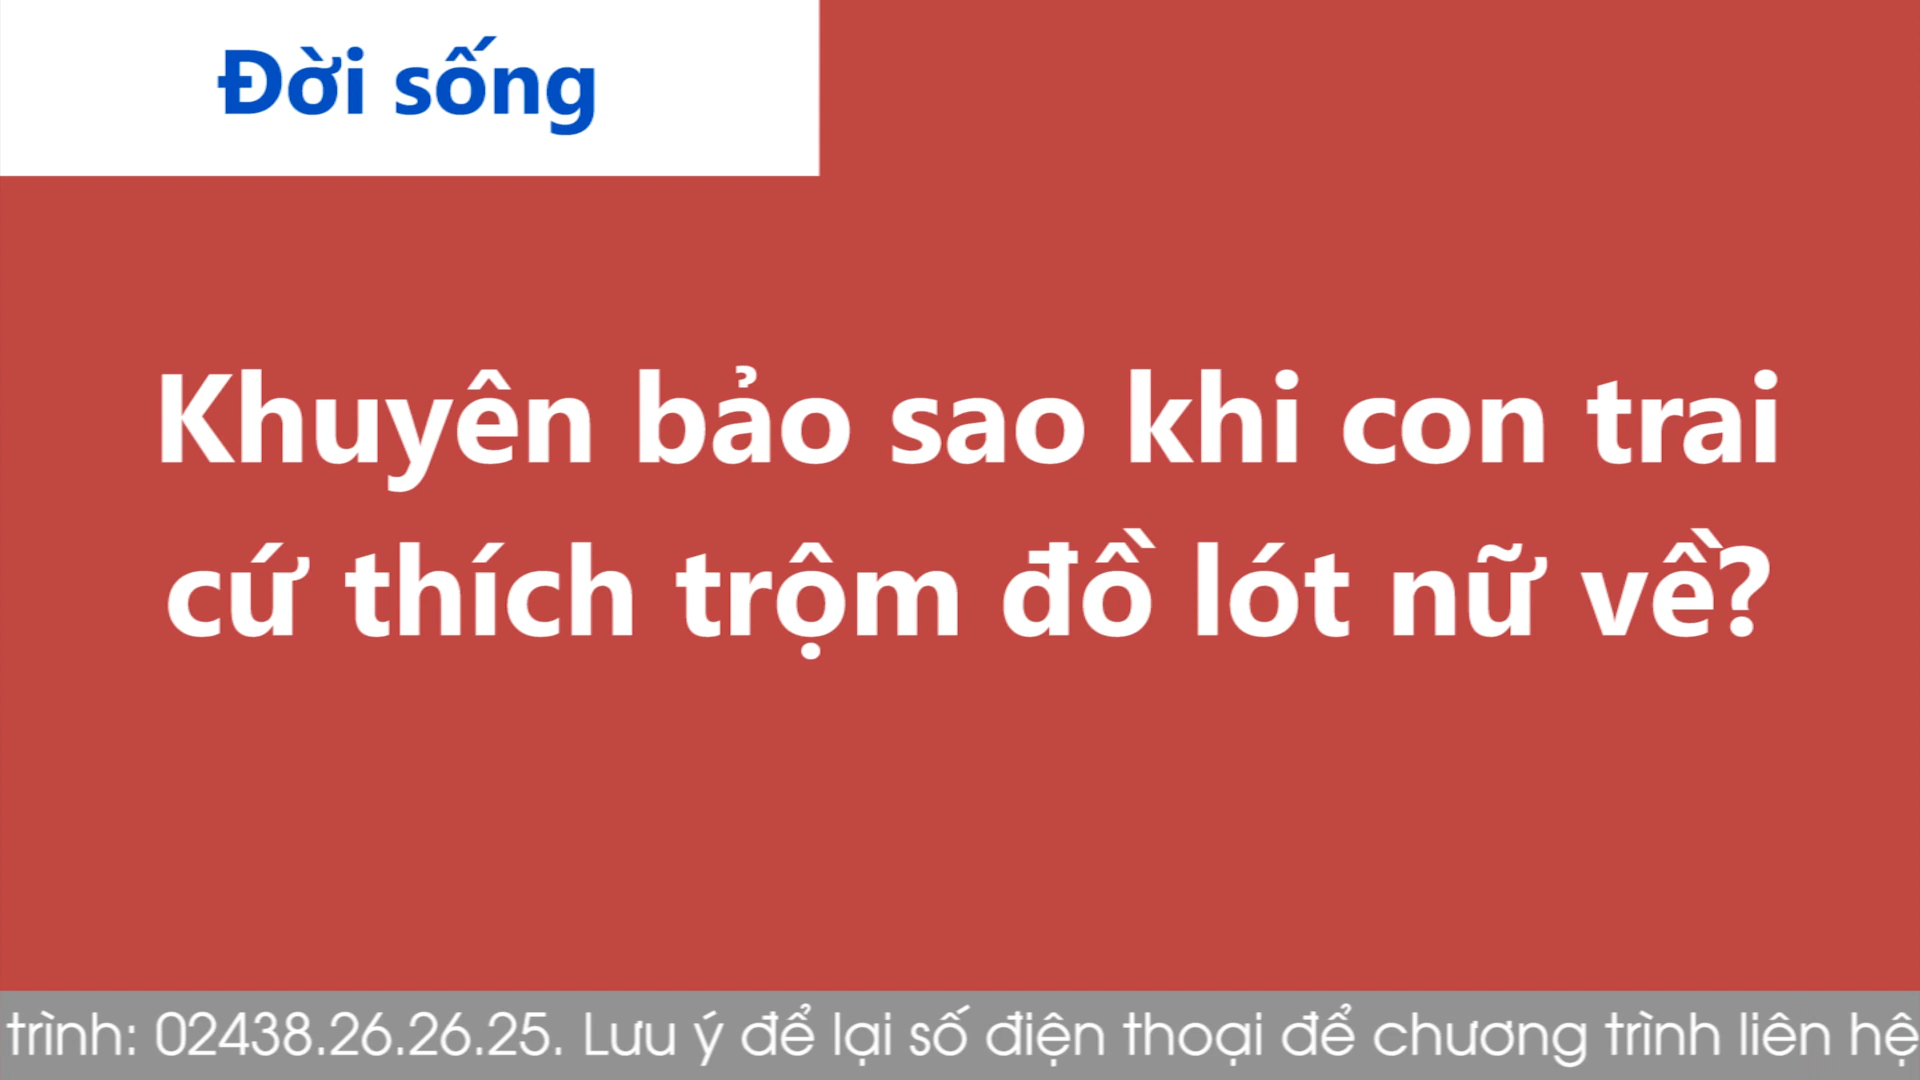 Đời sống
Khuyên bảo sao khi con trai
cứ thích trộm đồ lót nữ về?
trình: 02438.26.26.25. Lưu ý để lại số điện thoại để chương trình liên hệ